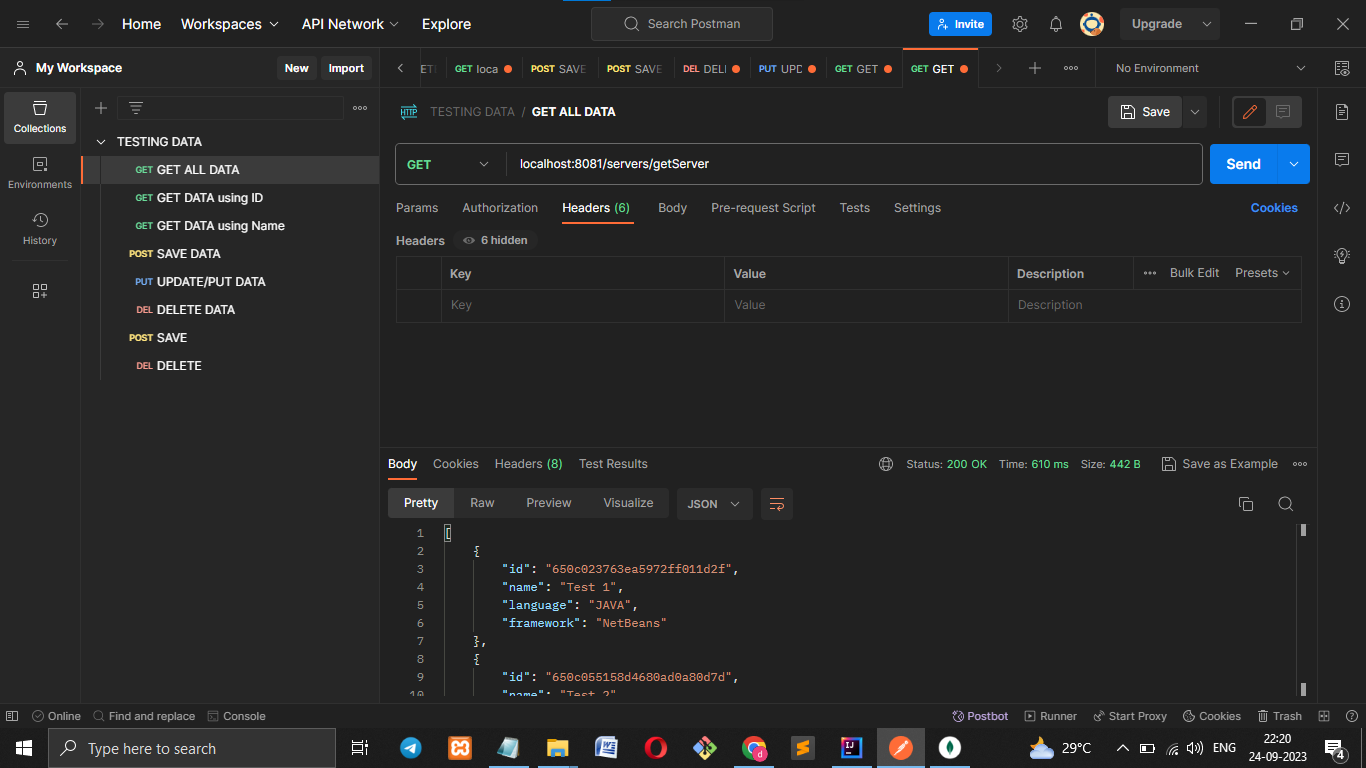 Home Workspaces API Network Explore Search Postman Invite Upgrade
My Workspace New Import
GET loca POST SAVE POST SAVE DEL DELI PUT UPD GET GET GET GET No Environment
Collections
Environments
History
TESTING DATA
GET GET ALL DATA
GET GET DATA using ID
GET GET DATA using Name
POST SAVE DATA
PUT UPDATE/PUT DATA
DEL DELETE DATA
POST SAVE
DEL DELETE
HTTP TESTING DATA / GET ALL DATA Save
GET localhost:8081/servers/getServer Send
Params Authorization Headers (6) Body Pre-request Script Tests Settings Cookies
Headers 6 hidden
Key Value Description Bulk Edit Presets
Key Value Description
Body Cookies Headers (8) Test Results Status: 200 OK Time: 610 ms Size: 442 B Save as Example
Pretty Raw Preview Visualize JSON
1 [
2 {
3 "id": "650c023763ea5972ff011d2f",
4 "name": "Test 1",
5 "language": "JAVA",
6 "framework": "NetBeans"
7 },
8 {
9 "id": "650c055158d4680ad0a80d7d",
10 "name": "Test 2"
Online Find and replace Console Postbot Runner Start Proxy Cookies Trash
Type here to search 29°C ENG 22:20
24-09-2023 4